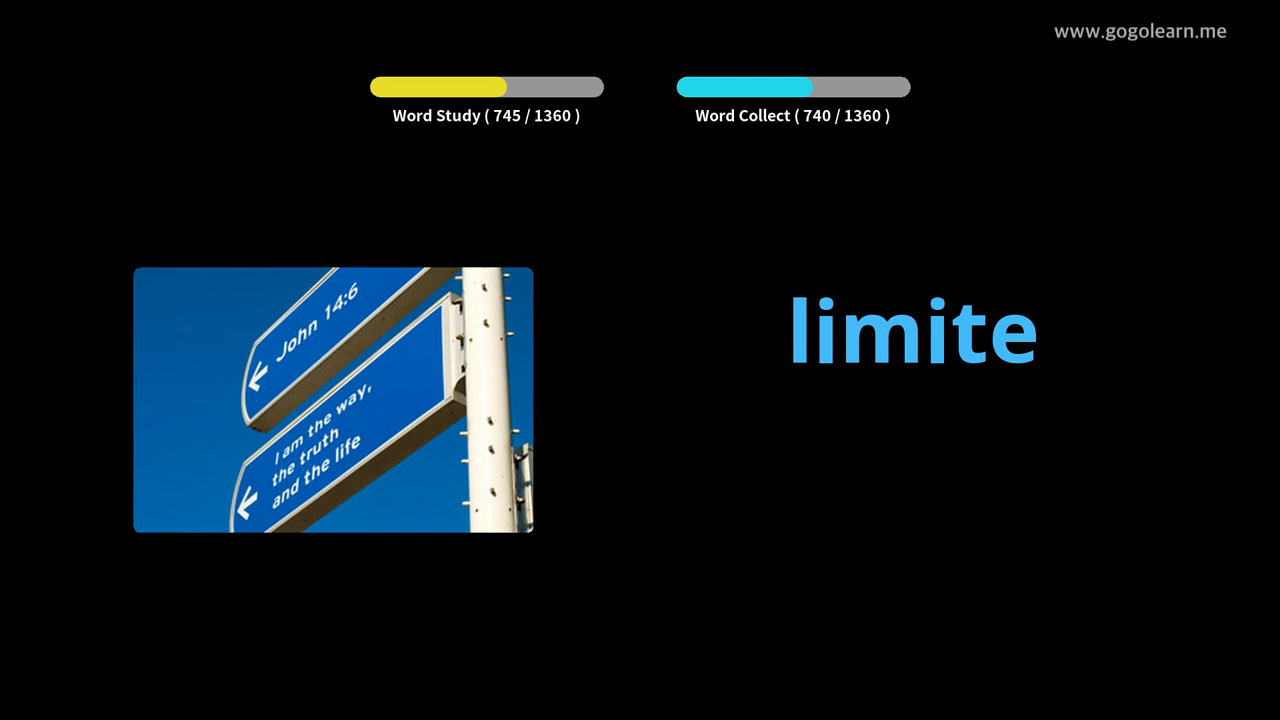 www.gogolearn.me
Word Study ( 745 / 1360 )
Word Collect ( 740 / 1360 )
John 14:6
I am the way,
the truth
and the life
limite